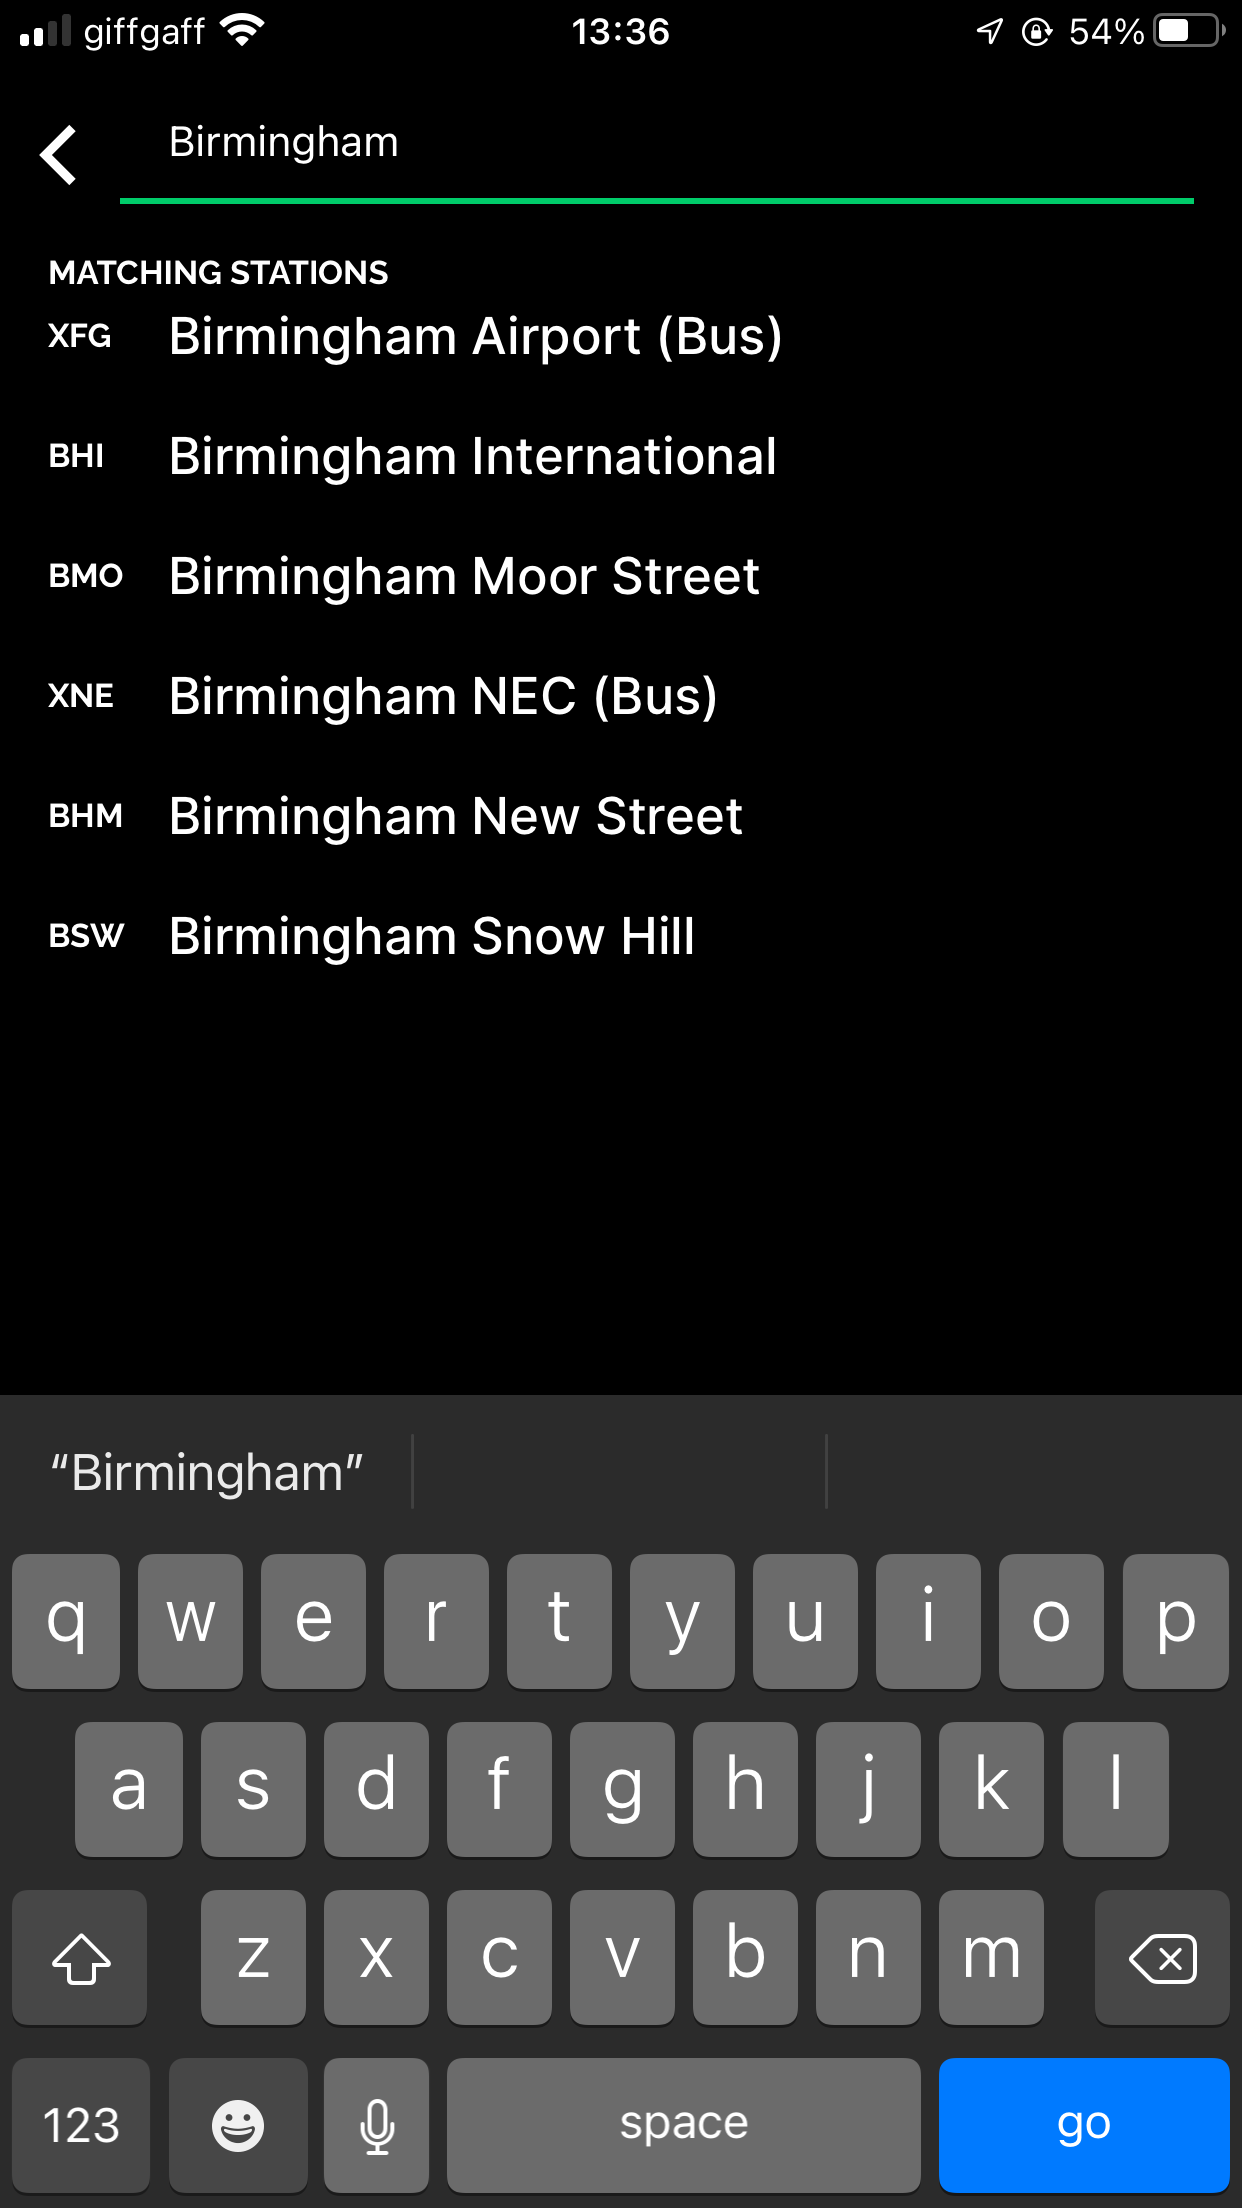 giffgaff 13:36 54%
Birmingham
MATCHING STATIONS
XFG Birmingham Airport (Bus)
BHI Birmingham International
BMO Birmingham Moor Street
XNE Birmingham NEC (Bus)
BHM Birmingham New Street
BSW Birmingham Snow Hill
“Birmingham”
q w e r t y u i o p
a s d f g h j k l
z x c v b n m
123 space go